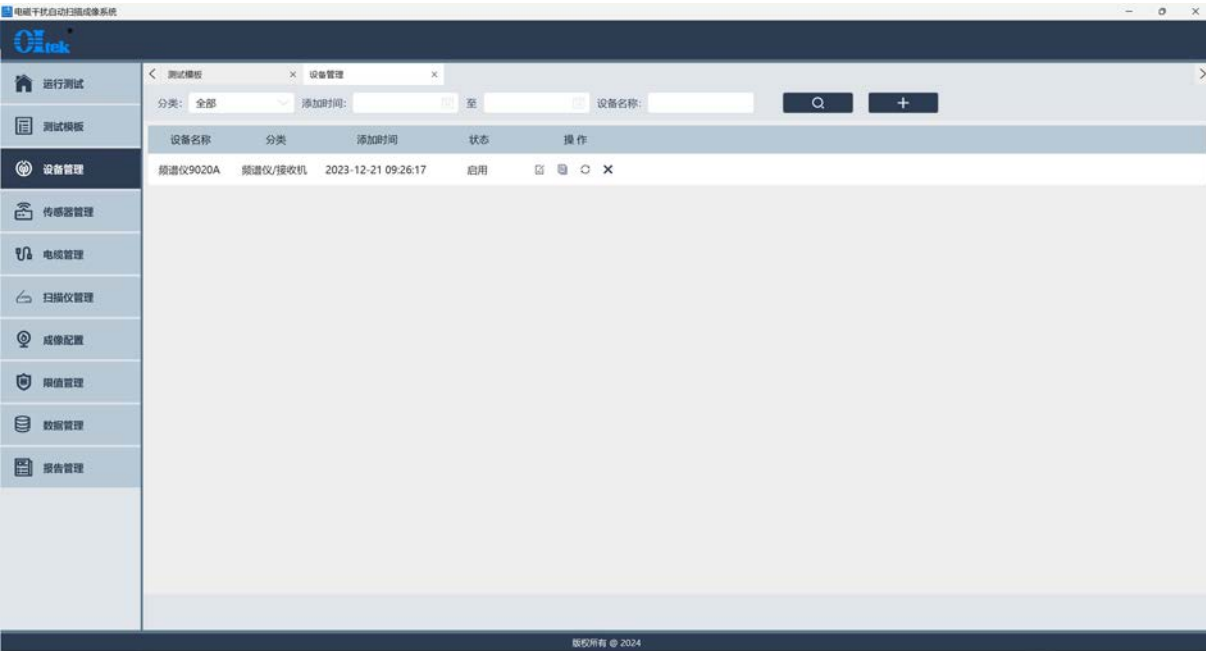 电磁干扰自动扫描成像系统
OItek
运行测试
测试模板
设备管理
传感器管理
电缆管理
扫描仪管理
成像配置
限值管理
数据管理
报告管理
测试模板 设备管理
分类: 全部 添加时间: 至 设备名称:
设备名称 分类 添加时间 状态 操作
频谱仪9020A 频谱仪/接收机 2023-12-21 09:26:17 启用
版权所有 @ 2024